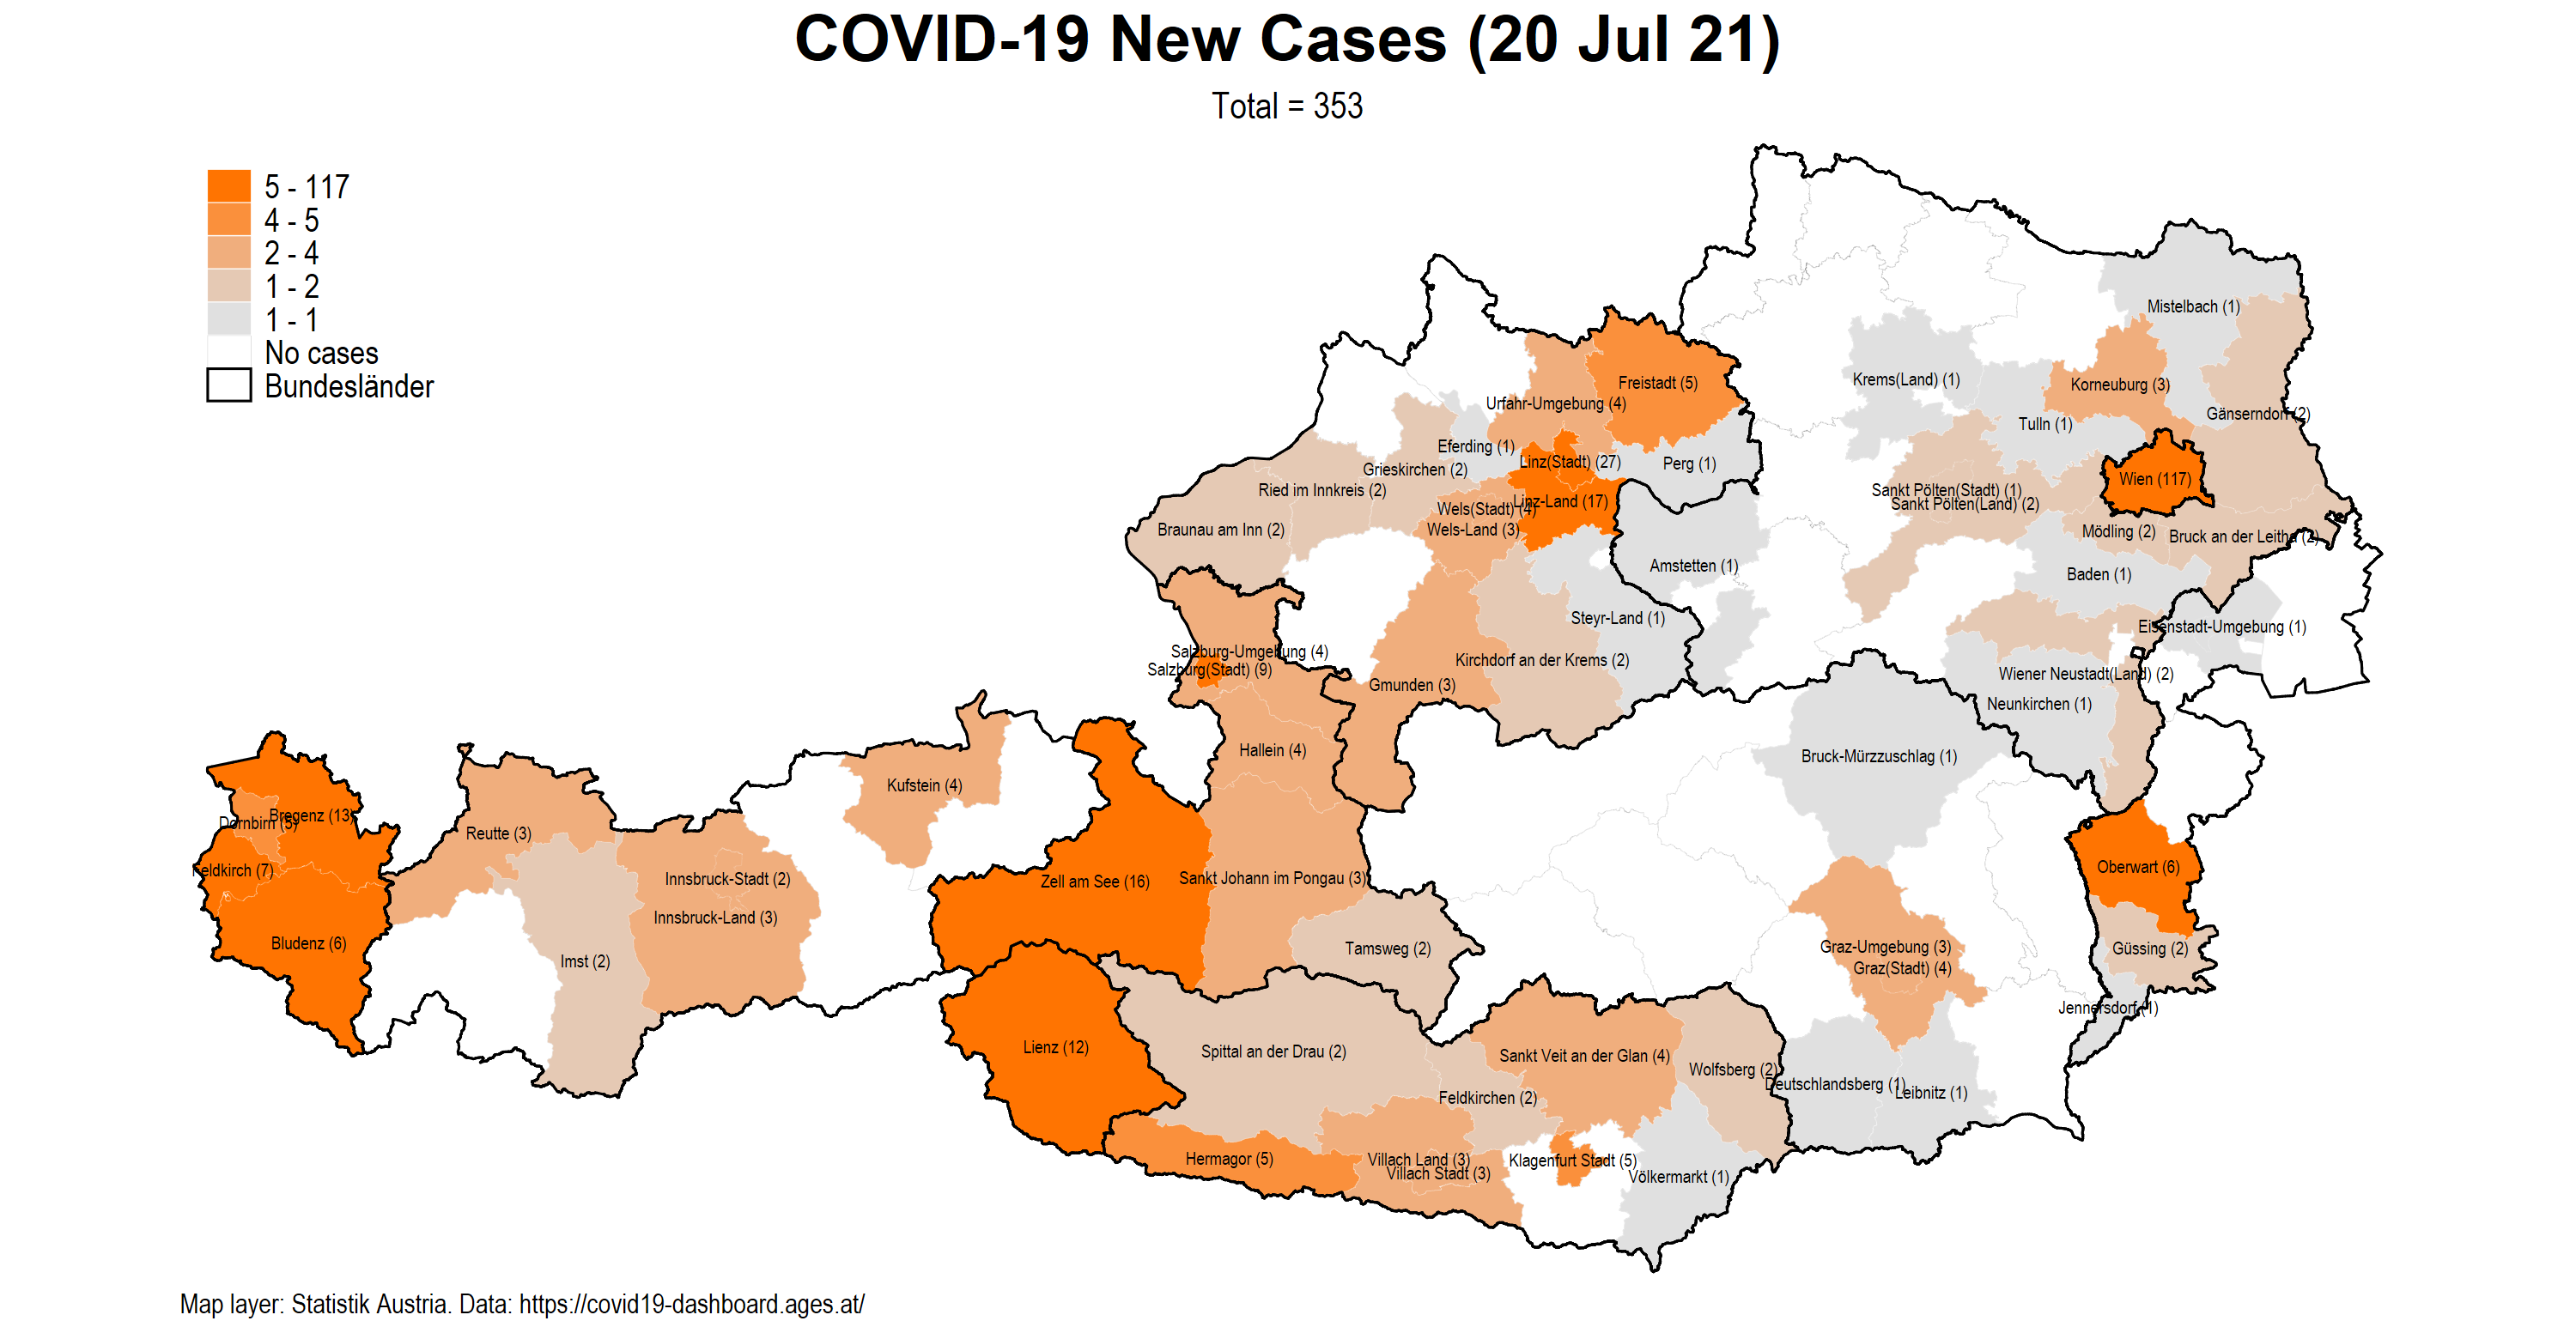 COVID-19 New Cases (20 Jul 21)
Total = 353
5 - 117
4 - 5
2 - 4
1 - 2
1 - 1
No cases
Bundesländer
Mistelbach (1)
Freistadt (5)
Krems(Land) (1)
Korneuburg (3)
Urfahr-Umgebung (4)
Gänserndorf (2)
Tulln (1)
Eferding (1)
Linz(Stadt) (27)
Perg (1)
Grieskirchen (2)
Wien (117)
Ried im Innkreis (2)
Sankt Pölten(Stadt) (1)
Linz-Land (17)
Sankt Pölten(Land) (2)
Wels(Stadt) (4)
Braunau am Inn (2)
Wels-Land (3)
Mödling (2)
Bruck an der Leitha (2)
Amstetten (1)
Baden (1)
Steyr-Land (1)
Eisenstadt-Umgebung (1)
Salzburg-Umgebung (4)
Kirchdorf an der Krems (2)
Salzburg(Stadt) (9)
Wiener Neustadt(Land) (2)
Gmunden (3)
Neunkirchen (1)
Hallein (4)
Bruck-Mürzzuschlag (1)
Kufstein (4)
Bregenz (13)
Dornbirn (5)
Reutte (3)
Oberwart (6)
Feldkirch (7)
Innsbruck-Stadt (2)
Zell am See (16)
Sankt Johann im Pongau (3)
Innsbruck-Land (3)
Bludenz (6)
Graz-Umgebung (3)
Tamsweg (2)
Güssing (2)
Imst (2)
Graz(Stadt) (4)
Jennersdorf (1)
Lienz (12)
Spittal an der Drau (2)
Sankt Veit an der Glan (4)
Wolfsberg (2)
Deutschlandsberg (1)
Leibnitz (1)
Feldkirchen (2)
Hermagor (5)
Villach Land (3)
Klagenfurt Stadt (5)
Villach Stadt (3)
Völkermarkt (1)
Map layer: Statistik Austria. Data: https://covid19-dashboard.ages.at/